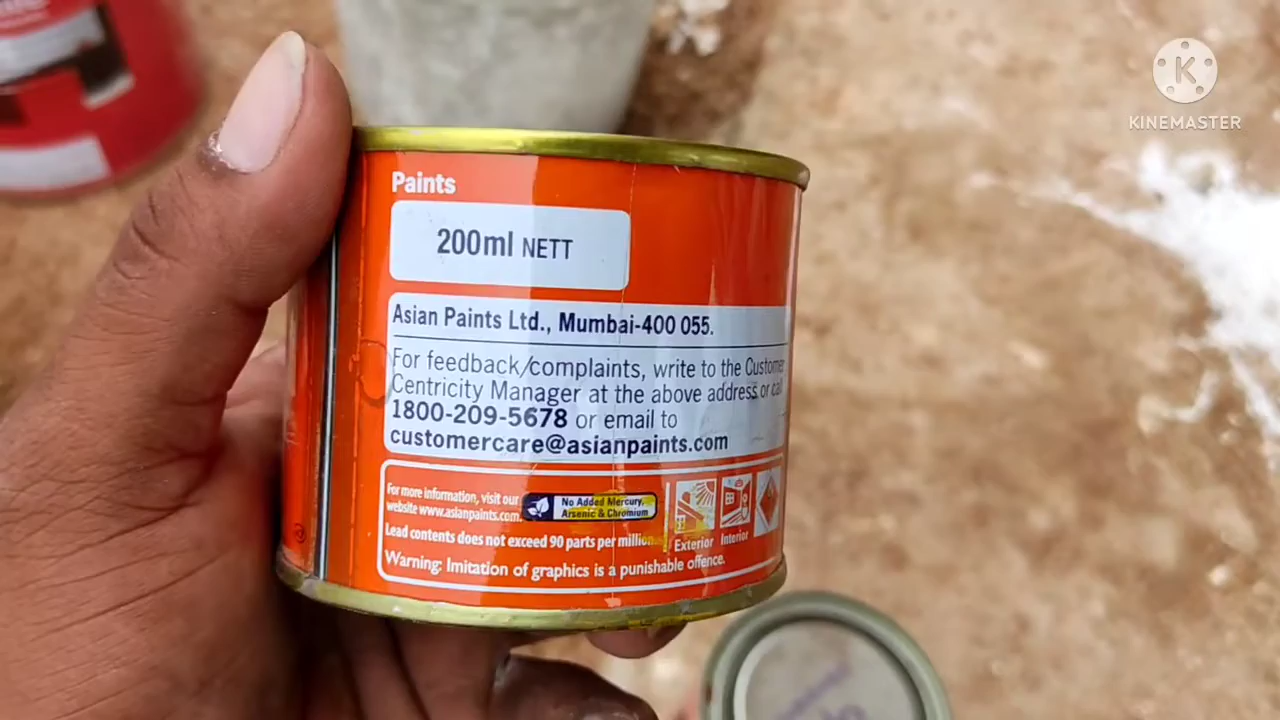 KINEMASTER
Paints
200ml NETT
Asian Paints Ltd., Mumbai-400 055.
For feedback/complaints, write to the Customer
Centricity Manager at the above address or call
1800-209-5678 or email to
customercare@asianpaints.com
For more information, visit our
website www.asianpaints.com.
No Added Mercury,
Arsenic & Chromium
Lead contents does not exceed 90 parts per million.
Exterior Interior
Warning: Imitation of graphics is a punishable offence.